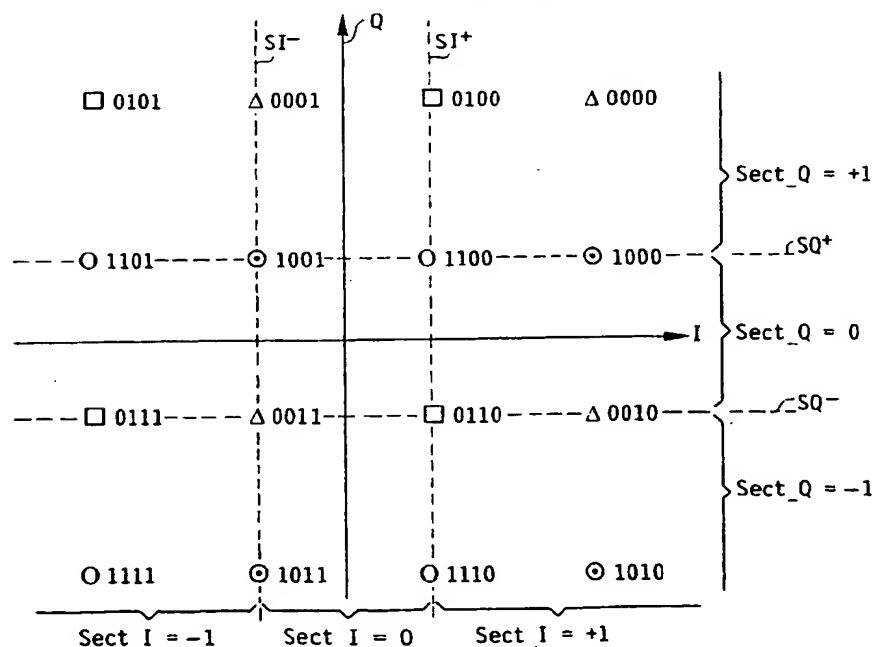 Q
SI− SI+
0101 0001 0100 0000
Sect_Q = +1
SQ+
1101 1001 1100 1000
I Sect_Q = 0
SQ−
0111 0011 0110 0010
Sect_Q = −1
1111 1011 1110 1010
Sect I = −1 Sect I = 0 Sect I = +1